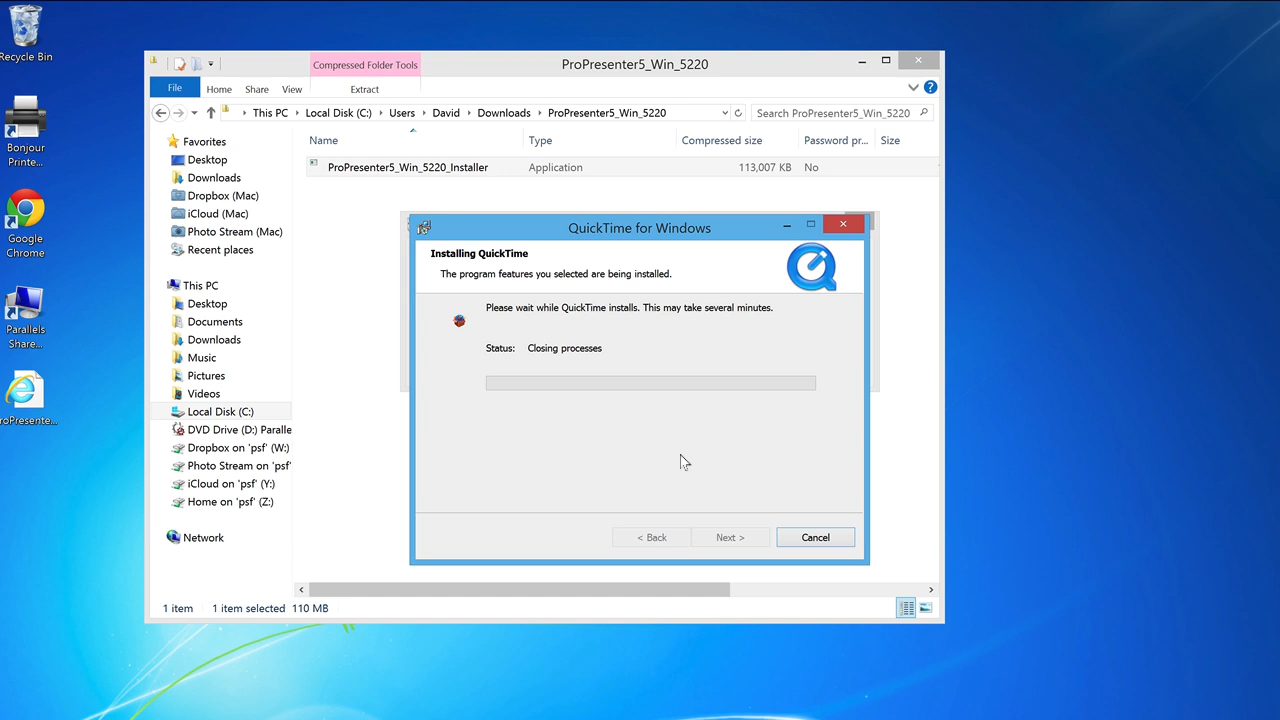 Recycle Bin
Bonjour
Printe...
Google
Chrome
Parallels
Share...
roPresente...
Compressed Folder Tools
ProPresenter5_Win_5220
File
Home
Share
View
Extract
This PC
Local Disk (C:)
Users
David
Downloads
ProPresenter5_Win_5220
Search ProPresenter5_Win_5220
Name
Type
Compressed size
Password pr...
Size
ProPresenter5_Win_5220_Installer
Application
113,007 KB
No
Favorites
Desktop
Downloads
Dropbox (Mac)
iCloud (Mac)
Photo Stream (Mac)
Recent places
This PC
Desktop
Documents
Downloads
Music
Pictures
Videos
Local Disk (C:)
DVD Drive (D:) Paralle
Dropbox on 'psf' (W:)
Photo Stream on 'psf'
iCloud on 'psf' (Y:)
Home on 'psf' (Z:)
Network
QuickTime for Windows
Installing QuickTime
The program features you selected are being installed.
Please wait while QuickTime installs. This may take several minutes.
Status: Closing processes
< Back
Next >
Cancel
1 item
1 item selected 110 MB